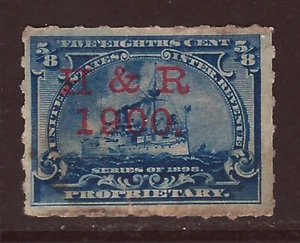 FIVE EIGHTHS CENT
5/8 5/8
UNITED STATES INTER. REVENUE
H & R
1900.
SERIES OF 1898.
PROPRIETARY.